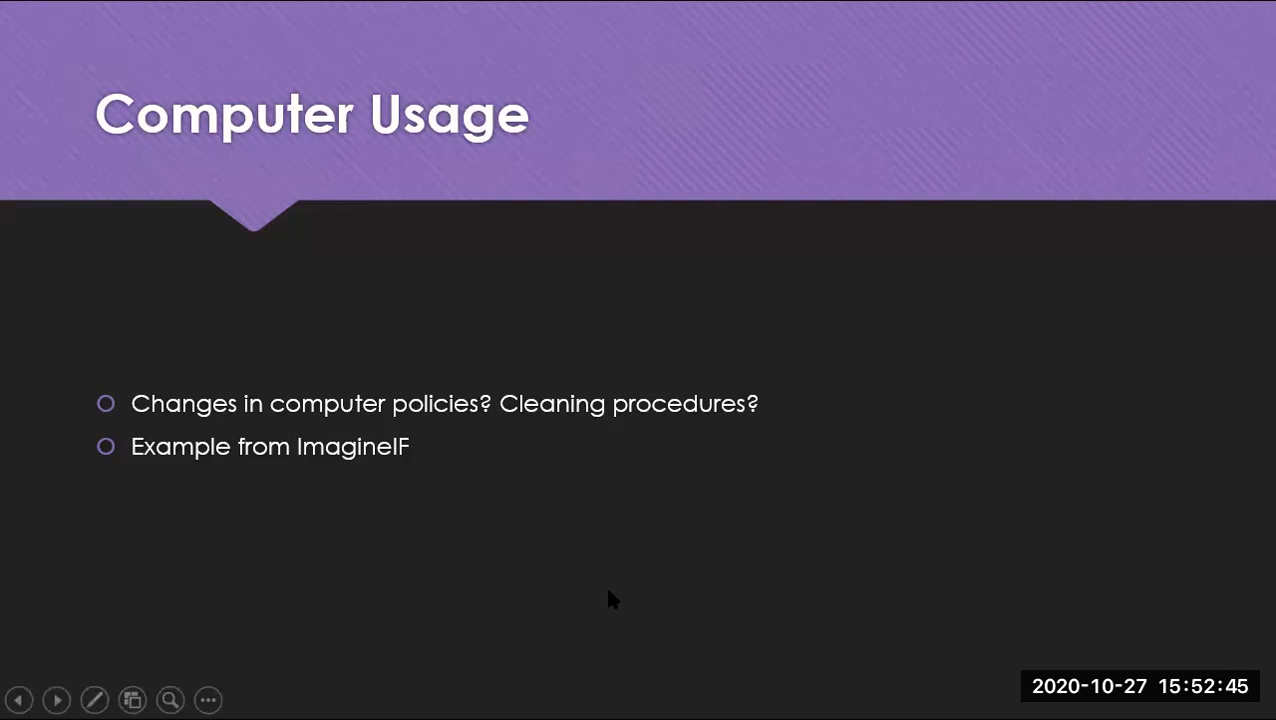 Computer Usage
Changes in computer policies? Cleaning procedures?
Example from ImagineIF
2020-10-27 15:52:45